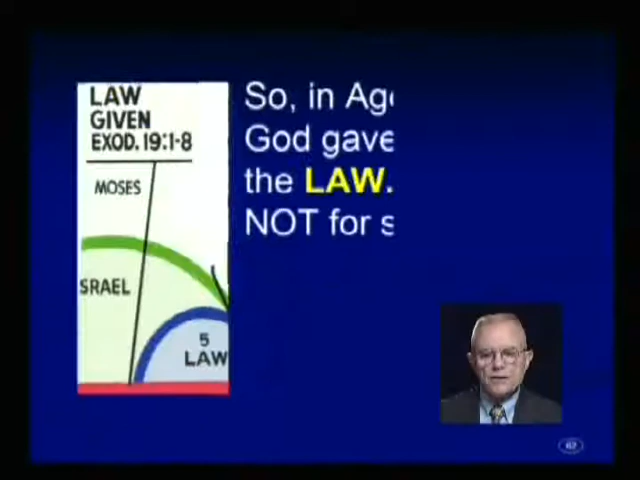 LAW
GIVEN
EXOD. 19:1-8
MOSES
SRAEL
5
LAW
So, in Ag
God gave
the LAW.
NOT for s
62